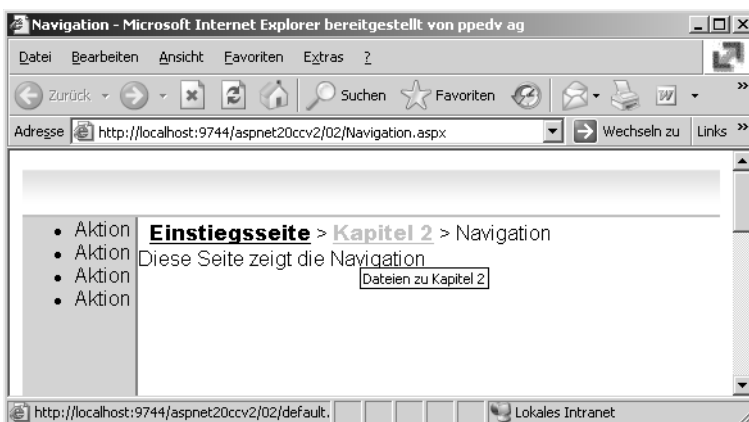 Navigation - Microsoft Internet Explorer bereitgestellt von ppedv ag
Datei Bearbeiten Ansicht Favoriten Extras ?
Zurück Suchen Favoriten W »
Adresse http://localhost:9744/aspnet20ccv2/02/Navigation.aspx Wechseln zu Links »
• Aktion
• Aktion
• Aktion
• Aktion
Einstiegsseite > Kapitel 2 > Navigation
Diese Seite zeigt die Navigation
Dateien zu Kapitel 2
http://localhost:9744/aspnet20ccv2/02/default. Lokales Intranet